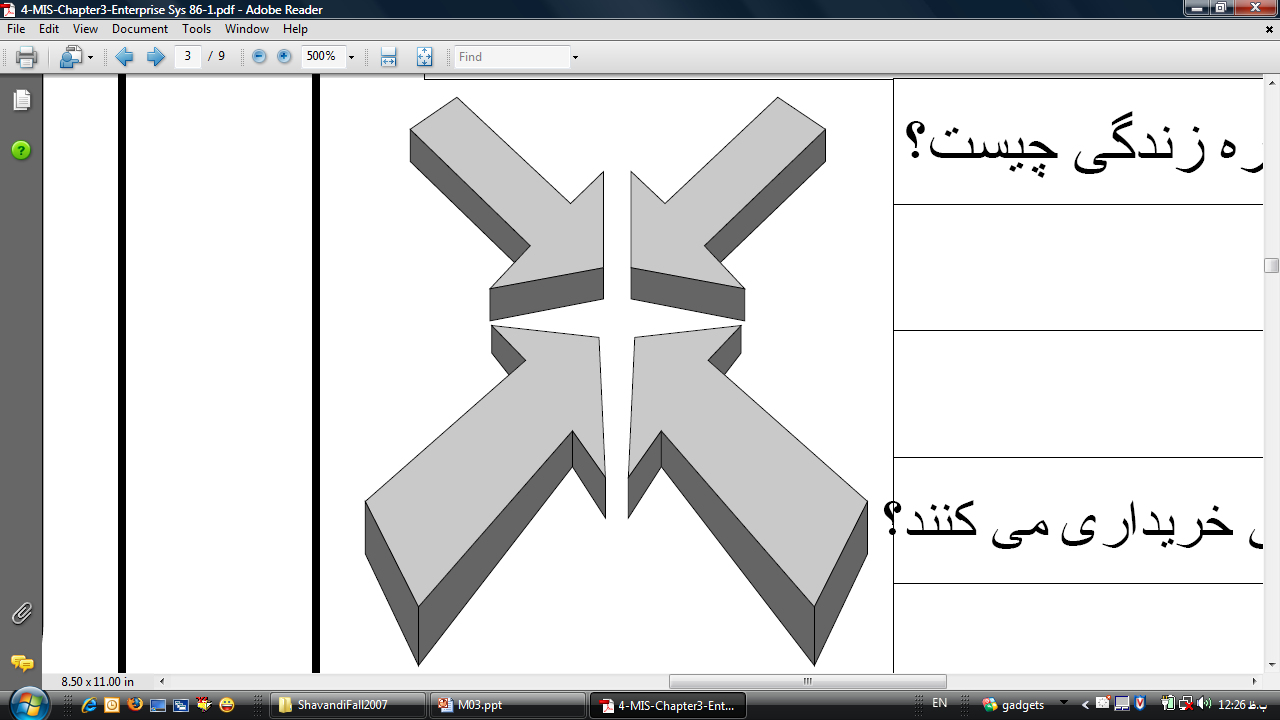 4-MIS-Chapter3-Enterprise Sys 86-1.pdf - Adobe Reader
File Edit View Document Tools Window Help
3 / 9 500% Find
زندگی چیست؟
خریداری می کنند؟
8.50 x 11.00 in
ShavandiFall2007 M03.ppt 4-MIS-Chapter3-Ent... EN gadgets 12:26 ب.ظ